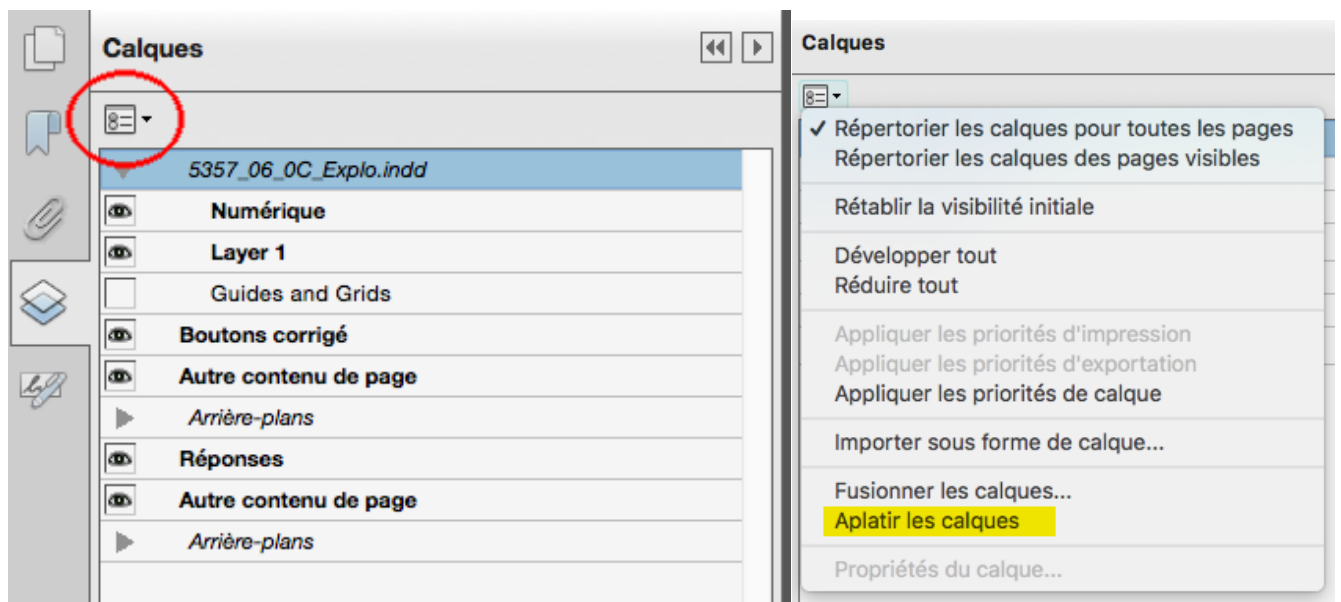 Calques
5357_06_0C_Explo.indd
Numérique
Layer 1
Guides and Grids
Boutons corrigé
Autre contenu de page
Arrière-plans
Réponses
Autre contenu de page
Arrière-plans
Calques
Répertorier les calques pour toutes les pages
Répertorier les calques des pages visibles
Rétablir la visibilité initiale
Développer tout
Réduire tout
Appliquer les priorités d'impression
Appliquer les priorités d'exportation
Appliquer les priorités de calque
Importer sous forme de calque...
Fusionner les calques...
Aplatir les calques
Propriétés du calque...